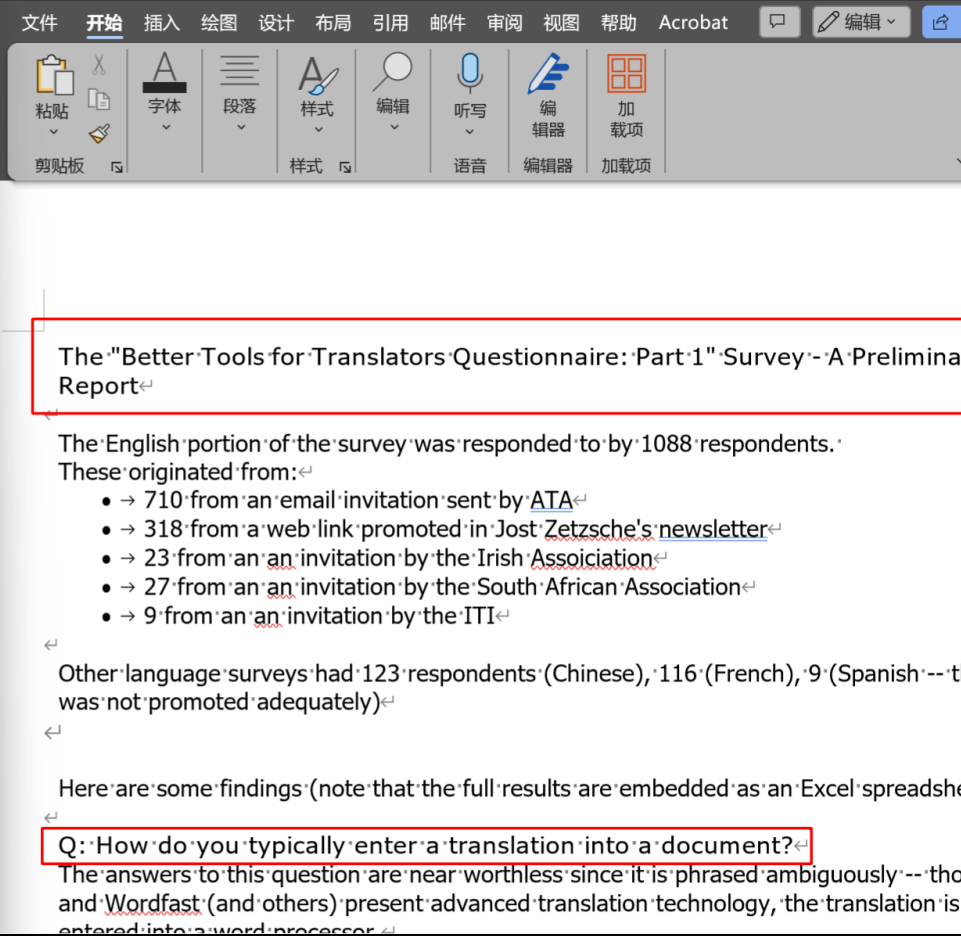 文件 开始 插入 绘图 设计 布局 引用 邮件 审阅 视图 帮助 Acrobat 编辑
粘贴 字体 段落 样式 编辑 听写 编辑器 加载项
剪贴板 样式 语音 编辑器 加载项
The "Better Tools for Translators Questionnaire: Part 1" Survey - A
Report
The English portion of the survey was responded to by 1088 respondents.
These originated from:
• 710 from an email invitation sent by ATA
• 318 from a web link promoted in Jost Zetzsche's newsletter
• 23 from an an invitation by the Irish Assoiciation
• 27 from an an invitation by the South African Association
• 9 from an an invitation by the ITI
Other language surveys had 123 respondents (Chinese), 116 (French), 9 (Spanish --
was not promoted adequately)
Here are some findings (note that the full results are embedded as an Excel
Q: How do you typically enter a translation into a document?
The answers to this question are near worthless since it is phrased ambiguously --
and Wordfast (and others) present advanced translation technology, the translation is
entered into a word processor.